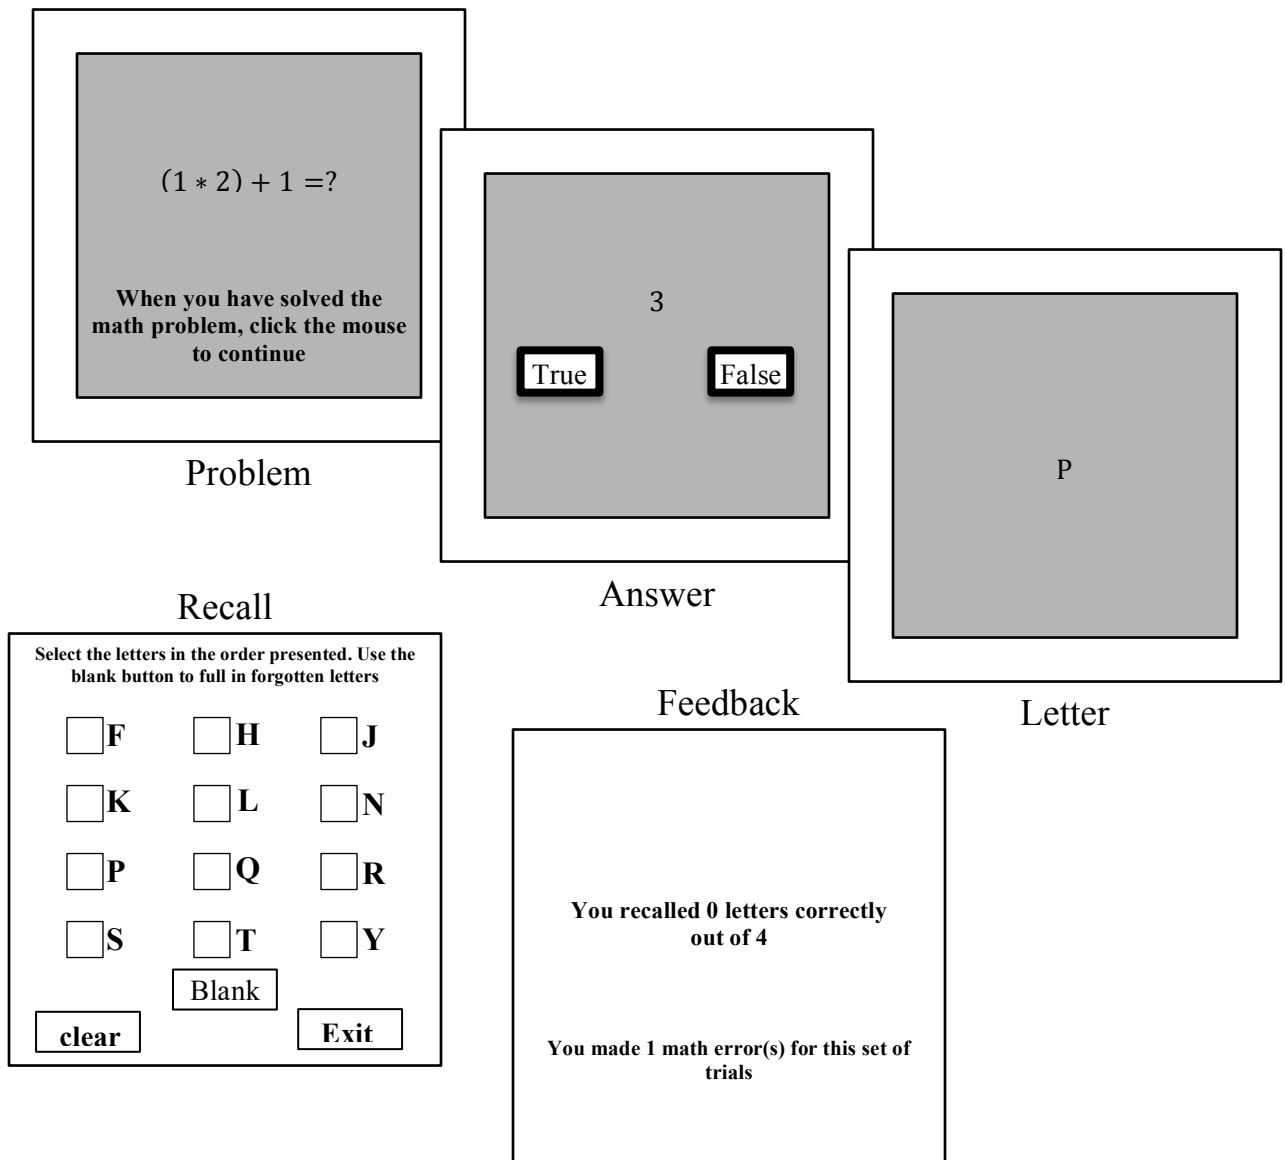 (1 * 2) + 1 =?
When you have solved the
math problem, click the mouse
to continue
Problem
3
True False
Answer
P
Letter
Recall
Select the letters in the order presented. Use the
blank button to full in forgotten letters
F H J
K L N
P Q R
S T Y
Blank
clear Exit
Feedback
You recalled 0 letters correctly
out of 4
You made 1 math error(s) for this set of
trials